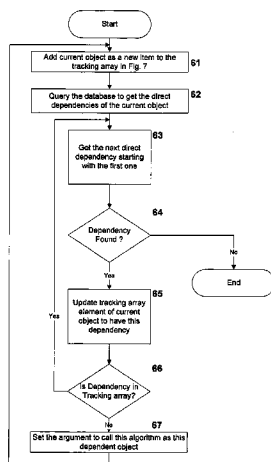 Start
Add current object as a new item to the
tracking array in Fig. 7
61
Query the database to get the direct
dependencies of the current object
62
63
Get the next direct
dependency starting
with the first one
64
Dependency
Found ?
No
Yes
End
65
Update tracking array
element of current
object to have this
dependency
Yes
66
Is Dependency in
Tracking array?
No
67
Set the argument to call this algorithm as this
dependent object